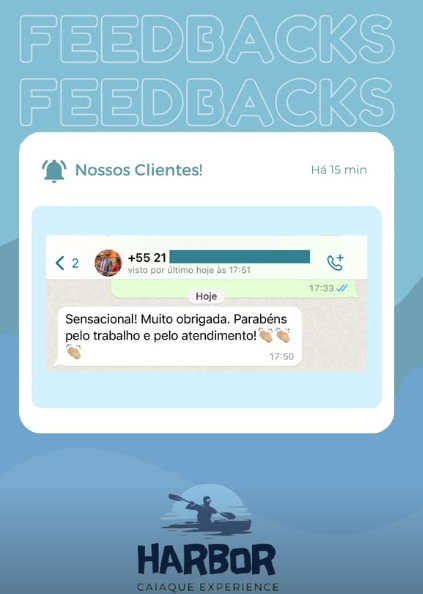 FEEDBACKS
FEEDBACKS
Nossos Clientes!
Há 15 min
2
+55 21
visto por último hoje às 17:51
17:33
Hoje
Sensacional! Muito obrigada. Parabéns
pelo trabalho e pelo atendimento!👏🏼👏🏼
👏🏼
17:50
HARBOR
CAIAQUE EXPERIENCE